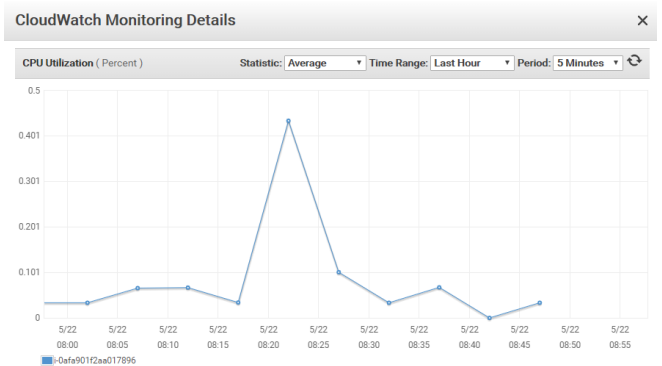 CloudWatch Monitoring Details
CPU Utilization ( Percent )
Statistic: Average
Time Range: Last Hour
Period: 5 Minutes
0.5
0.401
0.301
0.201
0.101
0
5/22 5/22 5/22 5/22 5/22 5/22 5/22 5/22 5/22 5/22 5/22 5/22
08:00 08:05 08:10 08:15 08:20 08:25 08:30 08:35 08:40 08:45 08:50 08:55
i-0afa901f2aa017896